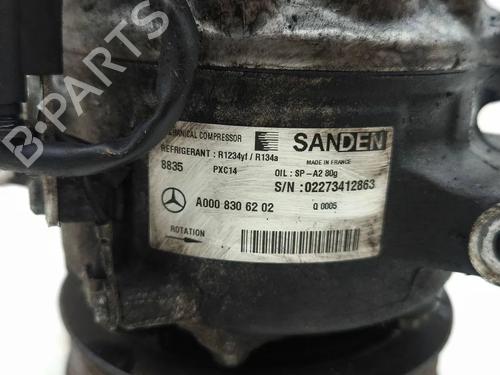 B-PARTS
MECHANICAL COMPRESSOR
SANDEN
REFRIGERANT : R1234yf / R134a
MADE IN FRANCE
8835 PXC14 OIL : SP-A2 80g
S/N :02273412863
A000 830 62 02 Q 0005
ROTATION